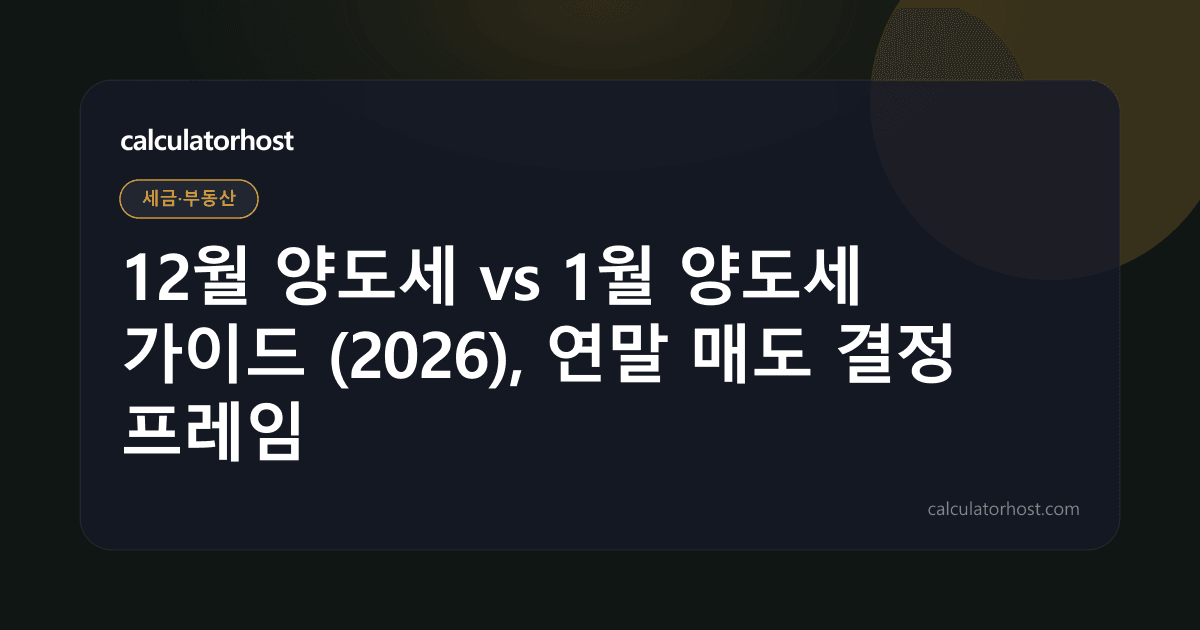 calculatorhost
세금·부동산
12월 양도세 vs 1월 양도세
가이드 (2026), 연말 매도 결정
프레임
calculatorhost.com